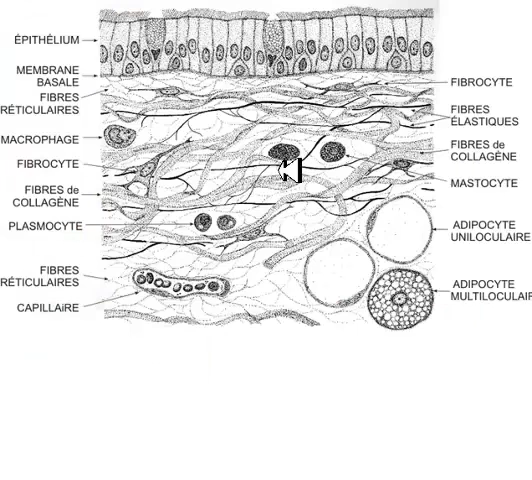 ÉPITHÉLIUM
MEMBRANE
BASALE
FIBRES
RÉTICULAIRES
MACROPHAGE
FIBROCYTE
FIBRES de
COLLAGÈNE
PLASMOCYTE
FIBRES
RÉTICULAIRES
CAPILLAiRE
FIBROCYTE
FIBRES
ÉLASTIQUES
FIBRES de
COLLAGÈNE
MASTOCYTE
ADIPOCYTE
UNILOCULAIRE
ADIPOCYTE
MULTILOCULAIR